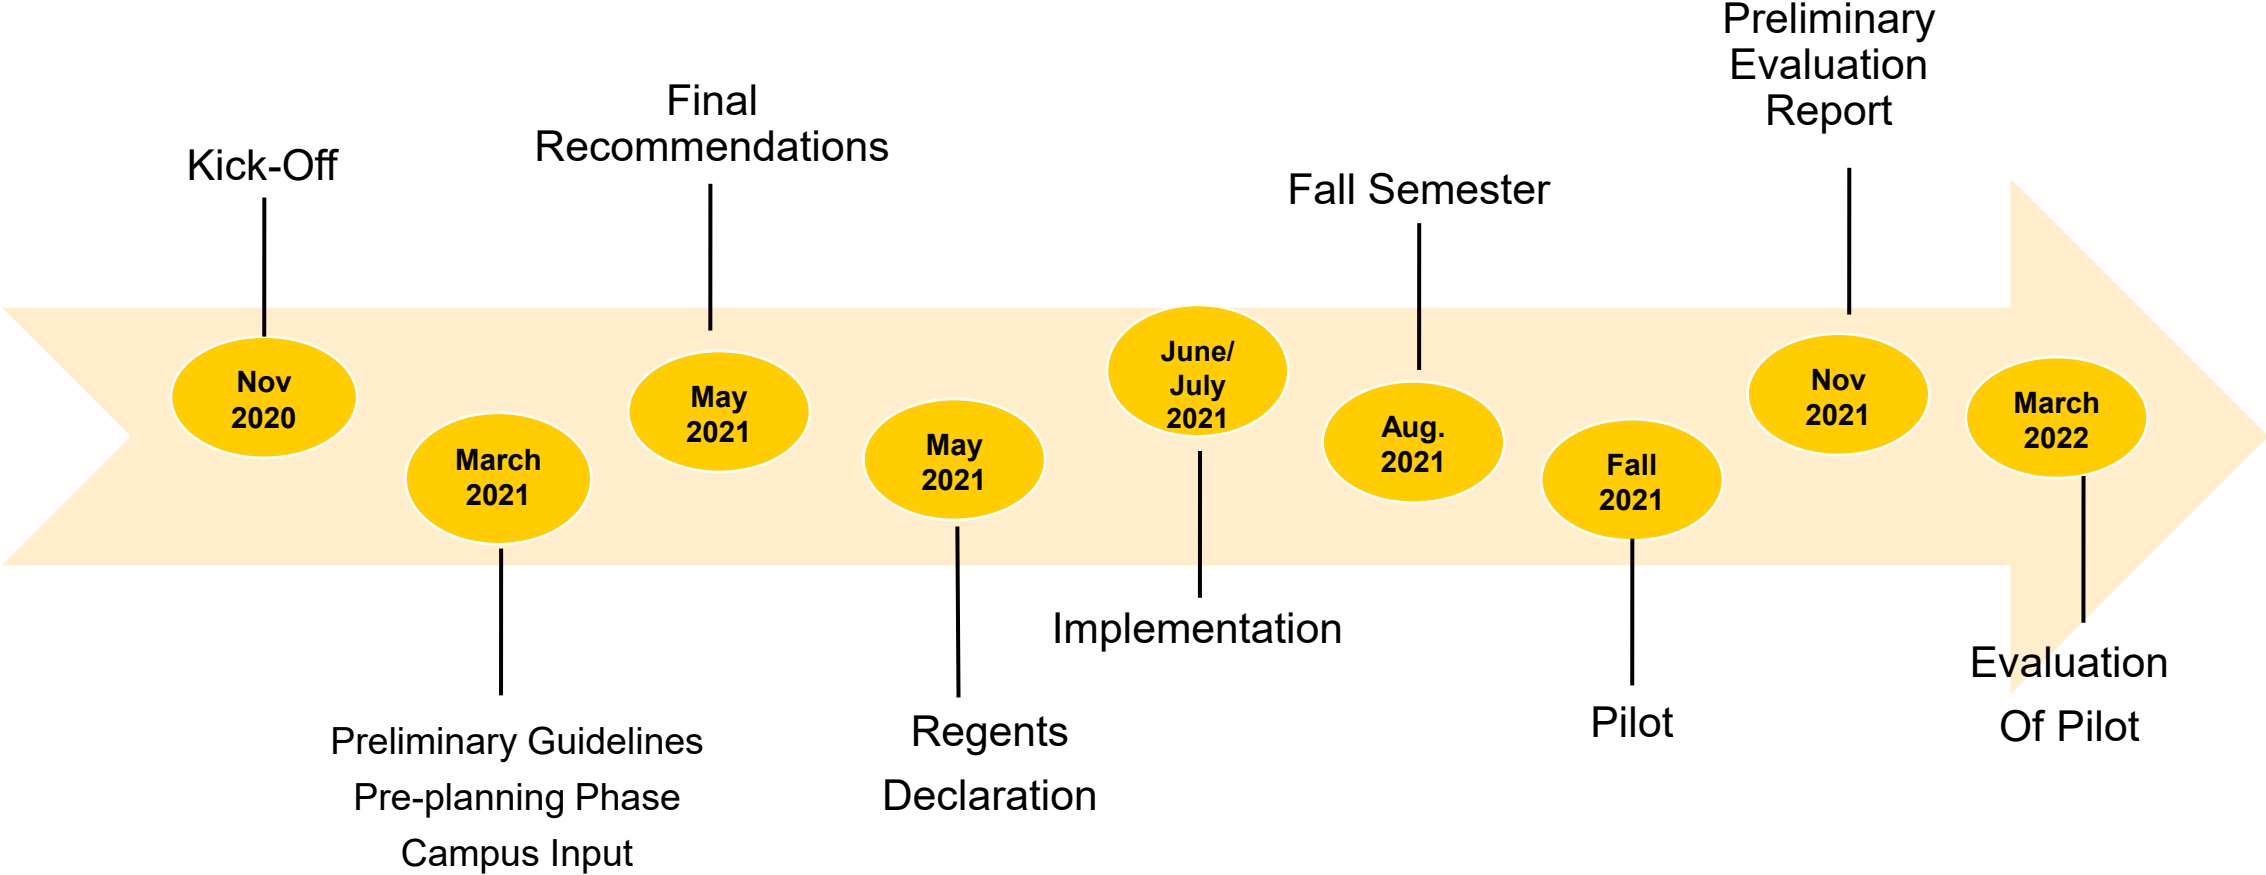 Kick-Off
Nov
2020
March
2021
Preliminary Guidelines
Pre-planning Phase
Campus Input
Final
Recommendations
May
2021
May
2021
Regents
Declaration
June/
July
2021
Implementation
Fall Semester
Aug.
2021
Fall
2021
Pilot
Preliminary
Evaluation
Report
Nov
2021
March
2022
Evaluation
Of Pilot